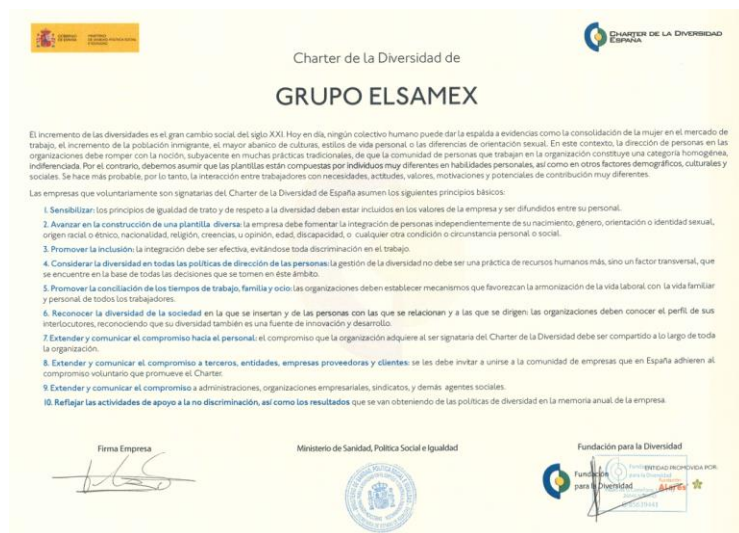 GOBIERNO
DE ESPAÑA
MINISTERIO
DE SANIDAD, POLÍTICA SOCIAL
E IGUALDAD
CHARTER DE LA DIVERSIDAD
ESPAÑA
Charter de la Diversidad de
GRUPO ELSAMEX
El incremento de las diversidades es el gran cambio social del siglo XXI. Hoy en día, ningún colectivo humano puede dar la espalda a evidencias como la consolidación de la mujer en el mercado de
trabajo, el incremento de la población inmigrante, el mayor abanico de culturas, estilos de vida personal o las diferencias de orientación sexual. En este contexto, la dirección de personas en las
organizaciones debe romper con la noción, subyacente en muchas prácticas tradicionales, de que la comunidad de personas que trabajan en la organización constituye una categoría homogénea,
indiferenciada. Por el contrario, debemos asumir que las plantillas están compuestas por individuos muy diferentes en habilidades personales, así como en otros factores demográficos, culturales y
sociales. Se hace más probable, por lo tanto, la interacción entre trabajadores con necesidades, actitudes, valores, motivaciones y potenciales de contribución muy diferentes.
Las empresas que voluntariamente son signatarias del Charter de la Diversidad de España asumen los siguientes principios básicos:
1. Sensibilizar: los principios de igualdad de trato y de respeto a la diversidad deben estar incluidos en los valores de la empresa y ser difundidos entre su personal.
2. Avanzar en la construcción de una plantilla diversa: la empresa debe fomentar la integración de personas independientemente de su nacimiento, género, orientación o identidad sexual,
origen racial o étnico, nacionalidad, religión, creencias, u opinión, edad, discapacidad, o cualquier otra condición o circunstancia personal o social.
3. Promover la inclusión: la integración debe ser efectiva, evitándose toda discriminación en el trabajo.
4. Considerar la diversidad en todas las políticas de dirección de las personas: la gestión de la diversidad no debe ser una práctica de recursos humanos más, sino un factor transversal, que
se encuentre en la base de todas las decisiones que se tomen en éste ámbito.
5. Promover la conciliación de los tiempos de trabajo, familia y ocio: las organizaciones deben establecer mecanismos que favorezcan la armonización de la vida laboral con la vida familiar
y personal de todos los trabajadores.
6. Reconocer la diversidad de la sociedad en la que se insertan y de las personas con las que se relacionan y a las que se dirigen: las organizaciones deben conocer el perfil de sus
interlocutores, reconociendo que su diversidad también es una fuente de innovación y desarrollo.
7. Extender y comunicar el compromiso hacia el personal: el compromiso que la organización adquiere al ser signataria del Charter de la Diversidad debe ser compartido a lo largo de toda
la organización.
8. Extender y comunicar el compromiso a terceros, entidades, empresas proveedoras y clientes: se les debe invitar a unirse a la comunidad de empresas que en España adhieren al
compromiso voluntario que promueve el Charter.
9. Extender y comunicar el compromiso a administraciones, organizaciones empresariales, sindicatos, y demás agentes sociales.
10. Reflejar las actividades de apoyo a la no discriminación, así como los resultados que se van obteniendo de las políticas de diversidad en la memoria anual de la empresa.
Firma Empresa
Ministerio de Sanidad, Política Social e Igualdad
Fundación para la Diversidad
Fundación
para la Diversidad
ENTIDAD PROMOVIDA POR:
Alares